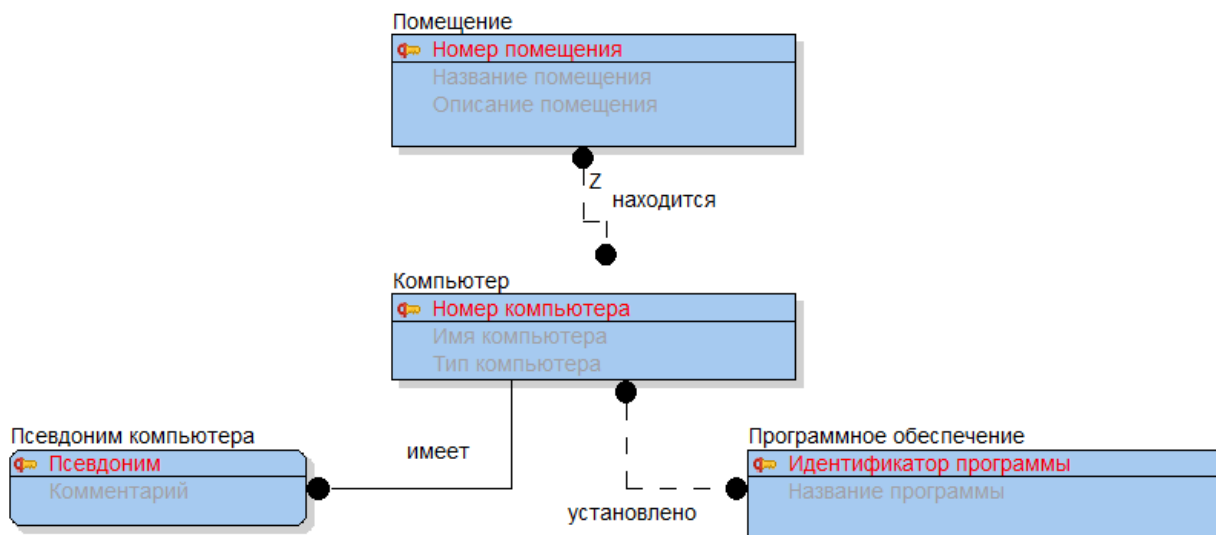 Помещение
Номер помещения
Название помещения
Описание помещения
Z
находится
Компьютер
Номер компьютера
Имя компьютера
Тип компьютера
имеет
Псевдоним компьютера
Псевдоним
Комментарий
Программное обеспечение
Идентификатор программы
Название программы
установлено